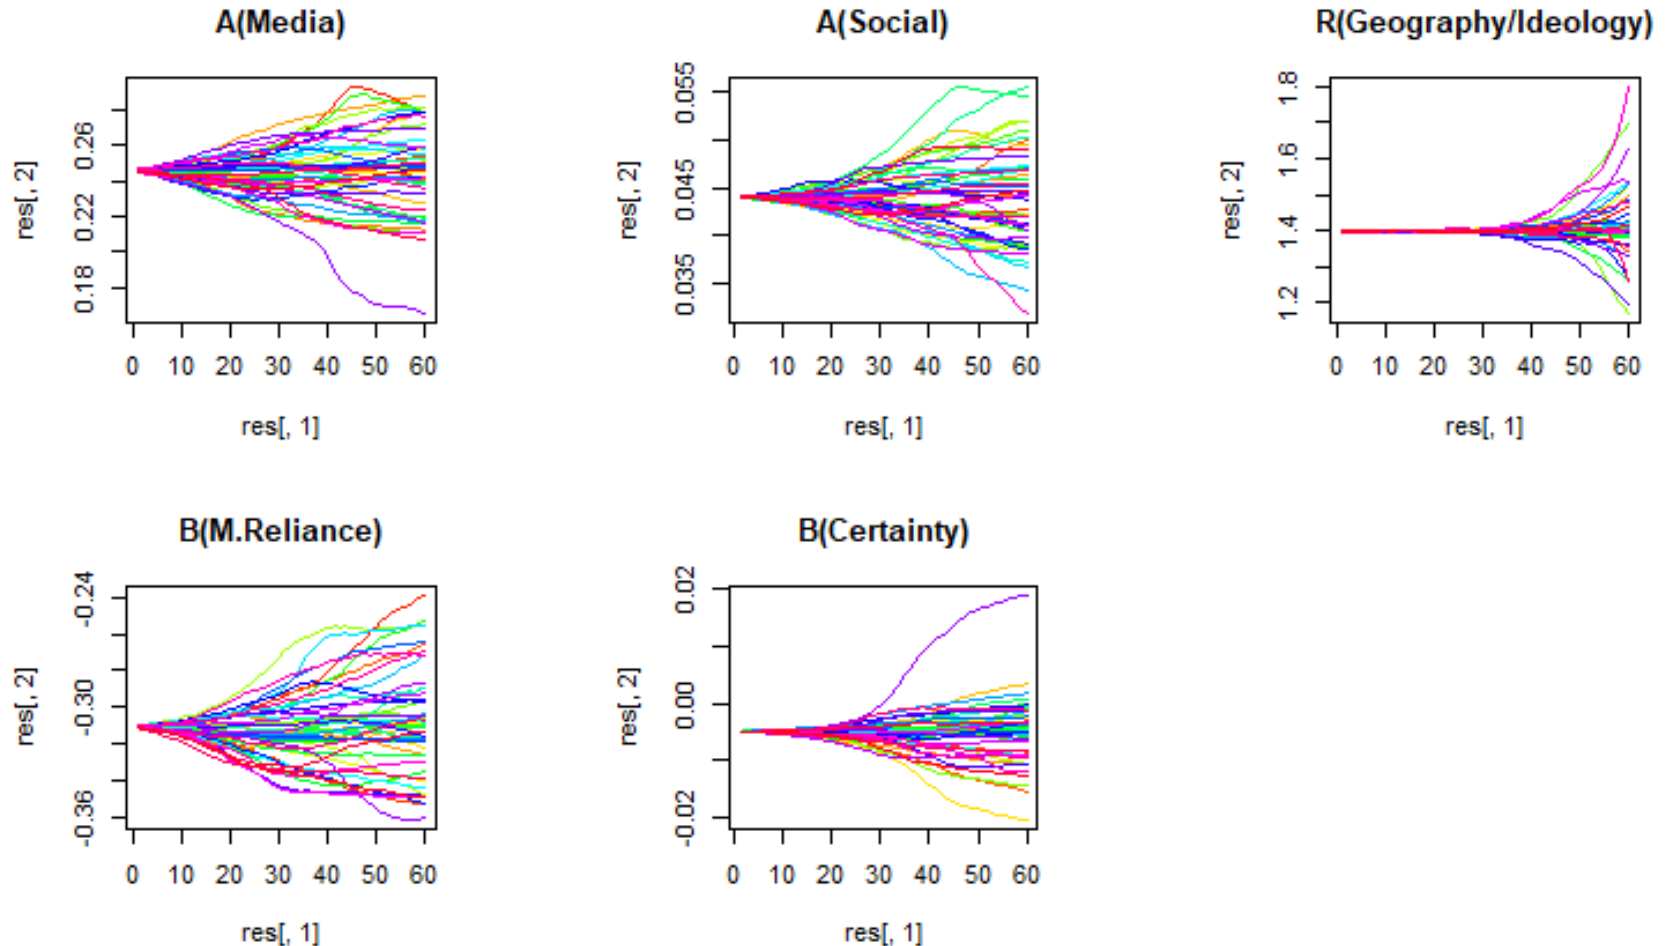 A(Media)
A(Social)
R(Geography/Ideology)
res[, 2]
0.18
0.22
0.26
0 10 20 30 40 50 60
res[, 1]
res[, 2]
0.035
0.045
0.055
0 10 20 30 40 50 60
res[, 1]
res[, 2]
1.2
1.4
1.6
1.8
0 10 20 30 40 50 60
res[, 1]
B(M.Reliance)
B(Certainty)
res[, 2]
-0.36
-0.30
-0.24
0 10 20 30 40 50 60
res[, 1]
res[, 2]
-0.02
0.00
0.02
0 10 20 30 40 50 60
res[, 1]